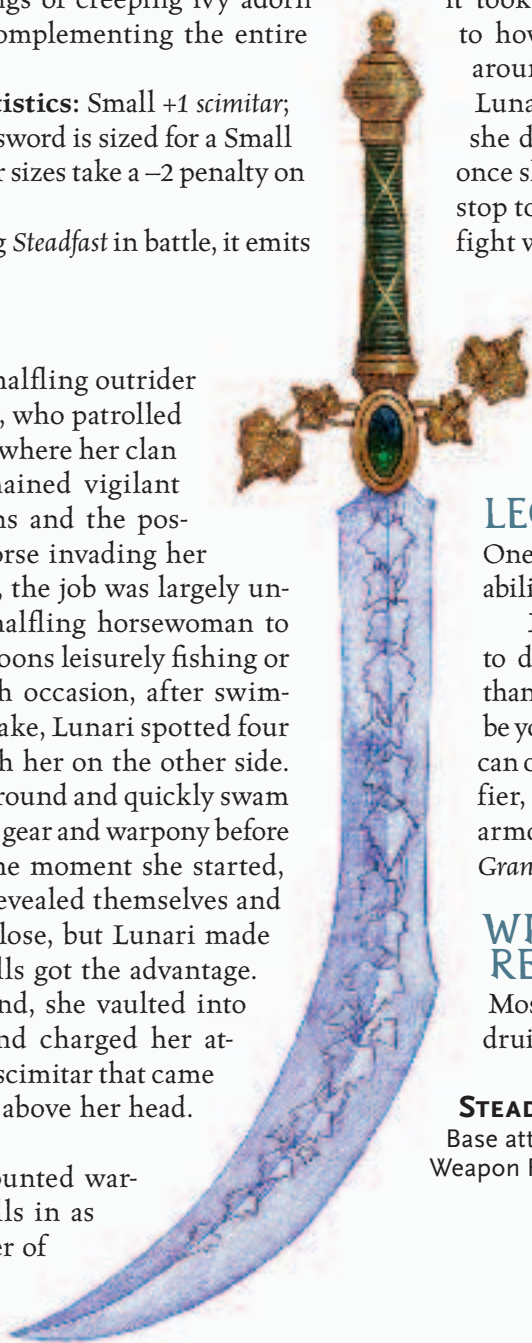 gs of creeping ivy adorn
omplementing the entire
tistics: Small +1 scimitar;
sword is sized for a Small
r sizes take a –2 penalty on
g Steadfast in battle, it emits
halfling outrider
, who patrolled
where her clan
ained vigilant
ns and the pos-
orse invading her
, the job was largely un-
halfling horsewoman to
oons leisurely fishing or
h occasion, after swim-
ake, Lunari spotted four
h her on the other side.
round and quickly swam
gear and warpony before
he moment she started,
evealed themselves and
lose, but Lunari made
lls got the advantage.
nd, she vaulted into
nd charged her at-
scimitar that came
above her head.
ounted war-
lls in as
er of
it took
to how
aroun
Luna
she d
once sh
stop to
fight w
LEG
One
abili
to d
than
be yo
can o
fier,
armo
Gran
RE
Mos
drui
STEAD
Base att
Weapon F